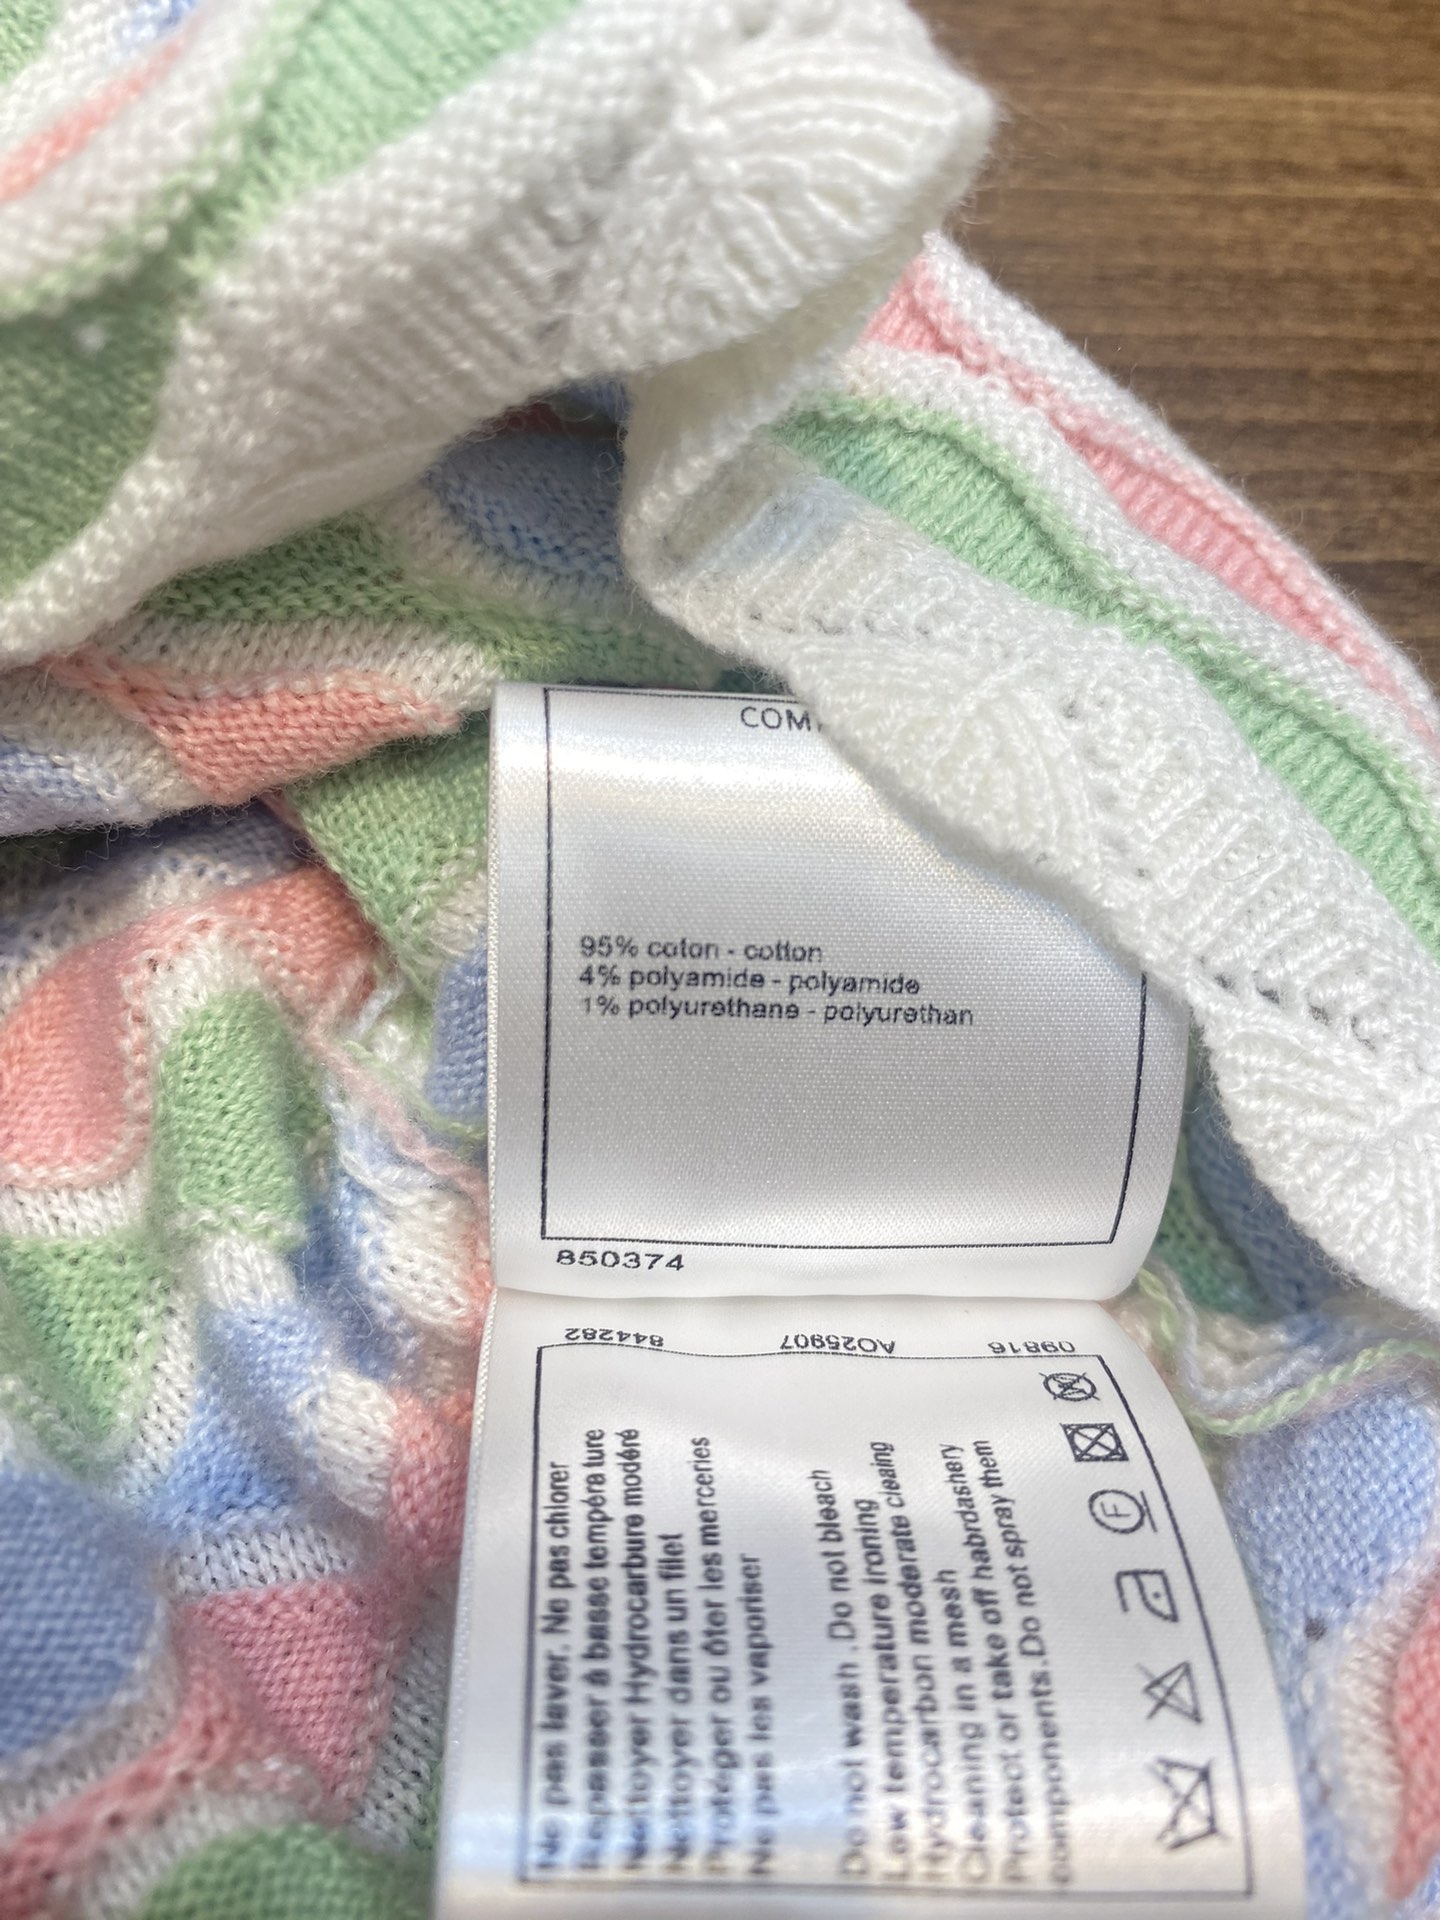 COM
95% coton - cotton
4% polyamide - polyamide
1% polyurethane - polyurethan
850374
844282 AO25907 09816
Ne pas laver. Ne pas chlorer
Repasser à basse tempéra ture
Nettoyer Hydrocarbure modéré
Nettoyer dans un filet
Protéger ou ôter les merceries
Ne pas les vaporiser
Do not wash . Do not bleach
Low temperature ironing
Hydrocarbon moderate cleaing
Cleaning in a mesh
Protect or take off habrdashery
components.Do not spray them
F